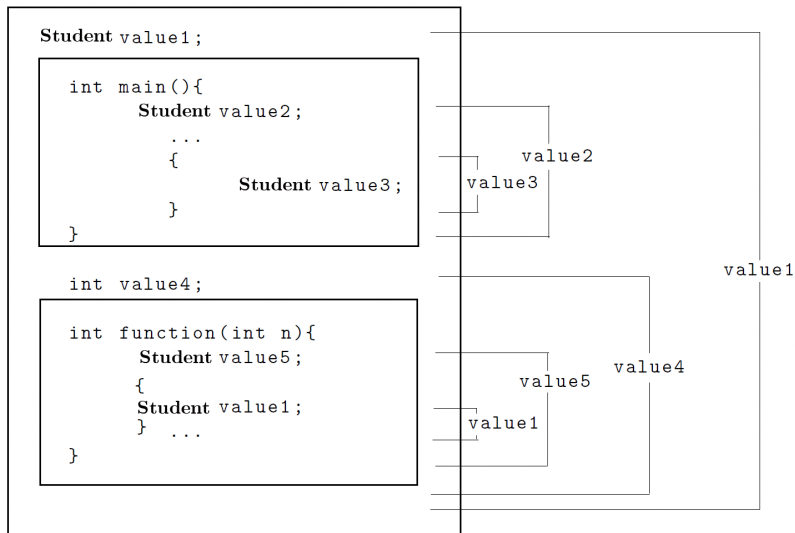 Student value1;
int main(){
Student value2;
...
{
Student value3;
}
}
int value4;
int function(int n){
Student value5;
{
Student value1;
} ...
}
value2
value3
value1
value4
value5
value1